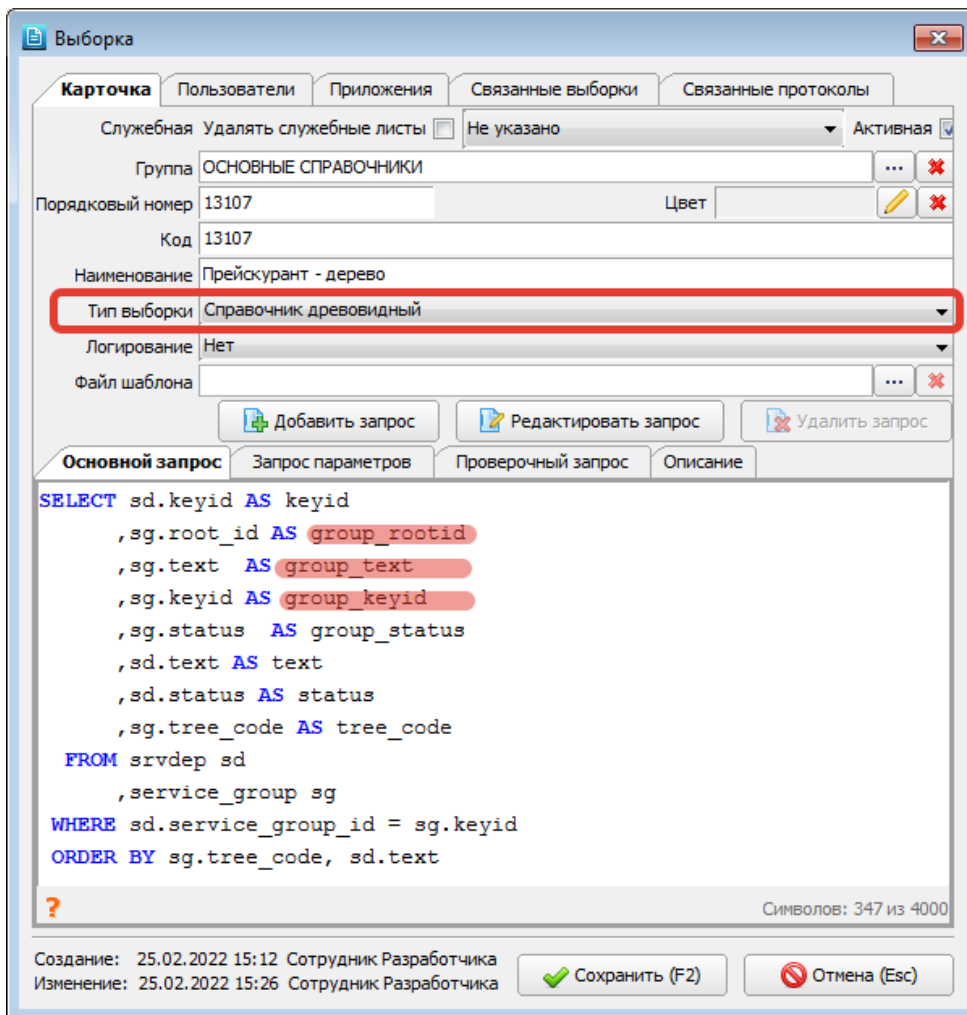 Выборка
Карточка Пользователи Приложения Связанные выборки Связанные протоколы
Служебная Удалять служебные листы Не указано Активная
Группа ОСНОВНЫЕ СПРАВОЧНИКИ ...
Порядковый номер 13107 Цвет
Код 13107
Наименование Прейскурант - дерево
Тип выборки Справочник древовидный
Логирование Нет
Файл шаблона ...
Добавить запрос Редактировать запрос Удалить запрос
Основной запрос Запрос параметров Проверочный запрос Описание
SELECT sd.keyid AS keyid
,sg.root_id AS group_rootid
,sg.text AS group_text
,sg.keyid AS group_keyid
,sg.status AS group_status
,sd.text AS text
,sd.status AS status
,sg.tree_code AS tree_code
FROM srvdep sd
,service_group sg
WHERE sd.service_group_id = sg.keyid
ORDER BY sg.tree_code, sd.text
? Символов: 347 из 4000
Создание: 25.02.2022 15:12 Сотрудник Разработчика
Изменение: 25.02.2022 15:26 Сотрудник Разработчика
Сохранить (F2) Отмена (Esc)